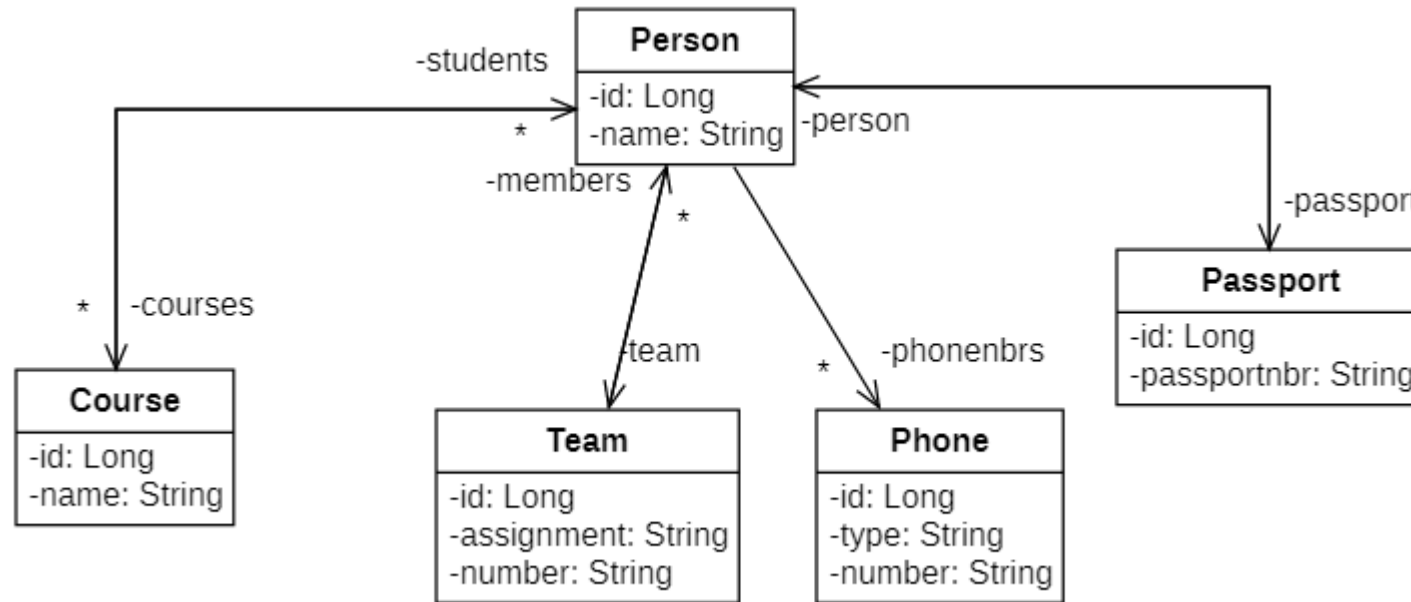 Person
-id: Long
-name: String
-students
*
-person
-members
*
-passport
Passport
-id: Long
-passportnbr: String
*
-courses
-team
-phonenbrs
*
Course
-id: Long
-name: String
Team
-id: Long
-assignment: String
-number: String
Phone
-id: Long
-type: String
-number: String